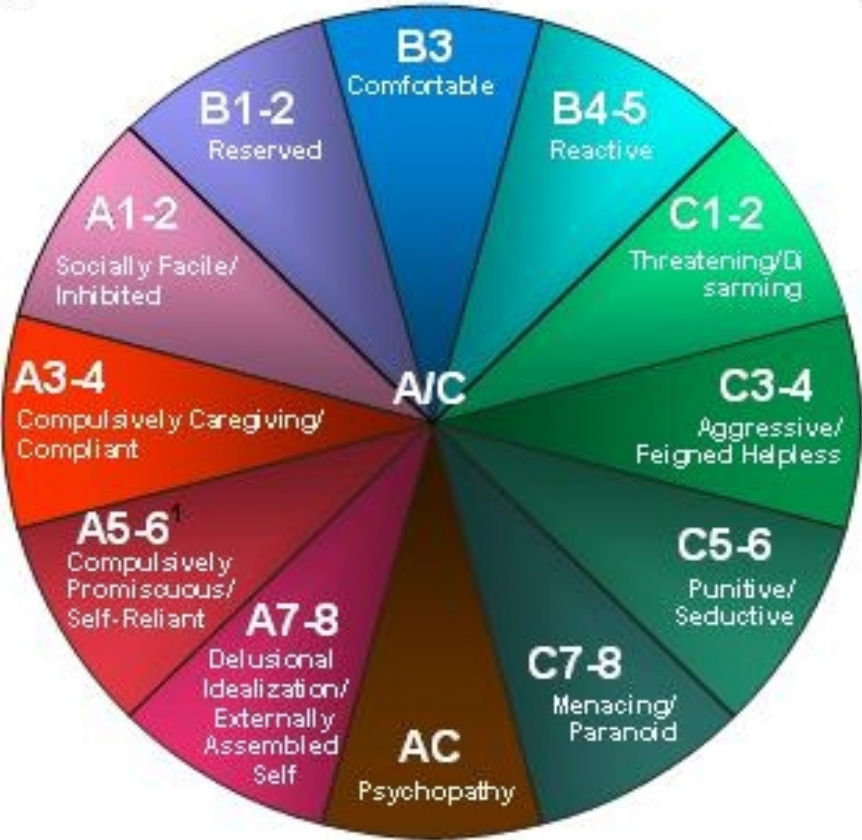 B3
Comfortable
B1-2
Reserved
B4-5
Reactive
A1-2
Socially Facile/
Inhibited
C1-2
Threatening/Di
sarming
A3-4
Compulsively Caregiving/
Compliant
A/C
C3-4
Aggressive/
Feigned Helpless
A5-6¹
Compulsively
Promiscuous/
Self-Reliant
C5-6
Punitive/
Seductive
A7-8
Delusional
Idealization/
Externally
Assembled
Self
C7-8
Menacing/
Paranoid
AC
Psychopathy